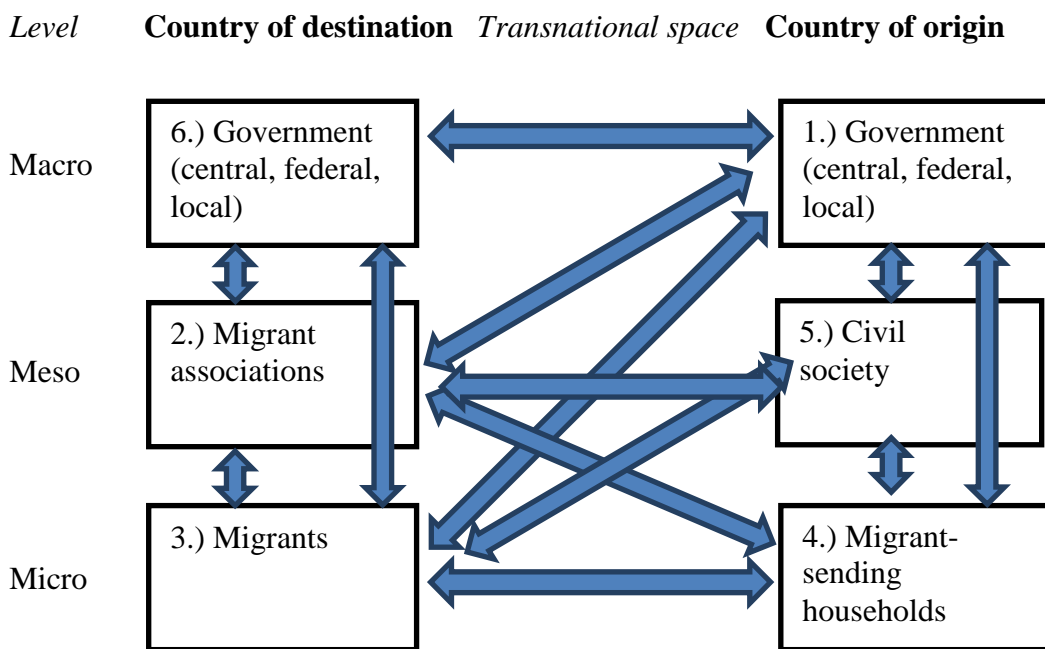 Level Country of destination Transnational space Country of origin
Macro
6.) Government
(central, federal,
local)
1.) Government
(central, federal,
local)
Meso
2.) Migrant
associations
5.) Civil
society
Micro
3.) Migrants
4.) Migrant-
sending
households